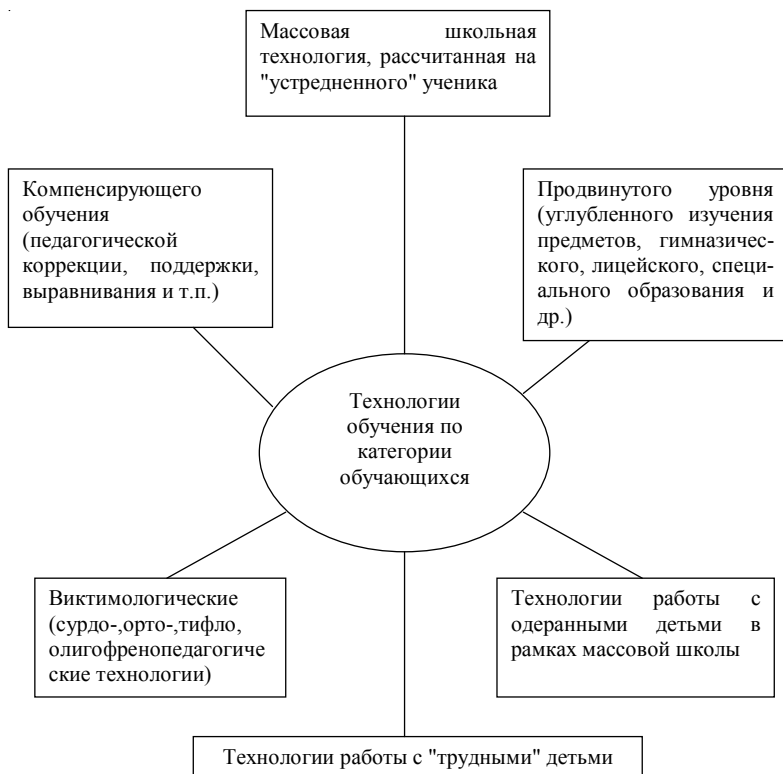 Массовая школьная
технология, рассчитанная на
"устредненного" ученика
Компенсирующего
обучения
(педагогической
коррекции, поддержки,
выравнивания и т.п.)
Продвинутого уровня
(углубленного изучения
предметов, гимназичес-
кого, лицейского, специ-
ального образования и
др.)
Технологии
обучения по
категории
обучающихся
Виктимологические
(сурдо-,орто-,тифло,
олигофренопедагогиче
ские технологии)
Технологии работы с
одеранными детьми в
рамках массовой школы
Технологии работы с "трудными" детьми